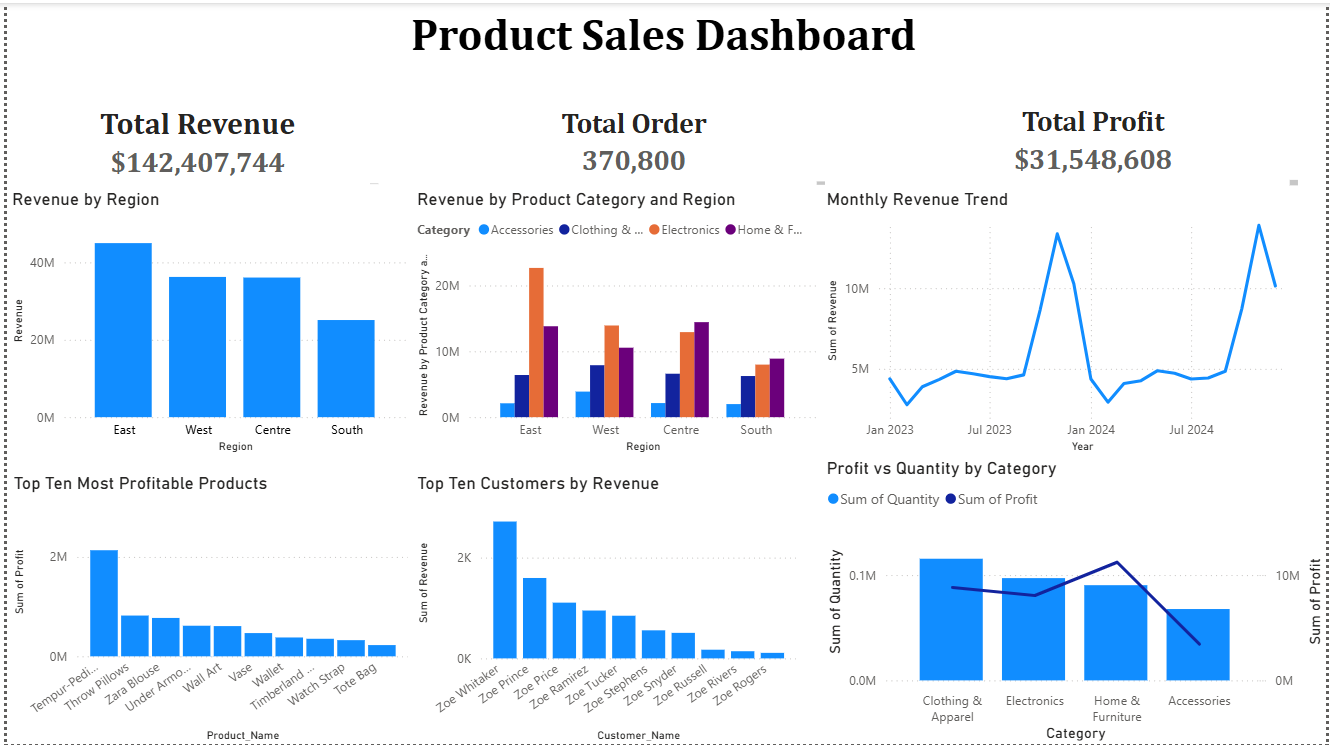 Product Sales Dashboard
Total Revenue
$142,407,744
Total Order
370,800
Total Profit
$31,548,608
Revenue by Region
Revenue
40M
20M
0M
East West Centre South
Region
Revenue by Product Category and Region
Category Accessories Clothing & ... Electronics Home & F...
Revenue by Product Category a...
20M
10M
0M
East West Centre South
Region
Monthly Revenue Trend
Sum of Revenue
10M
5M
Jan 2023 Jul 2023 Jan 2024 Jul 2024
Year
Top Ten Most Profitable Products
Sum of Profit
2M
0M
Tempur-Pedi...
Throw Pillows
Zara Blouse
Under Armo...
Wall Art
Vase
Wallet
Timberland ...
Watch Strap
Tote Bag
Product_Name
Top Ten Customers by Revenue
Sum of Revenue
2K
0K
Zoe Whitaker
Zoe Prince
Zoe Price
Zoe Ramirez
Zoe Tucker
Zoe Stephens
Zoe Snyder
Zoe Russell
Zoe Rivers
Zoe Rogers
Customer_Name
Profit vs Quantity by Category
Sum of Quantity Sum of Profit
Sum of Quantity
0.1M
0.0M
10M
0M
Sum of Profit
Clothing & Electronics Home & Accessories
Apparel Furniture
Category